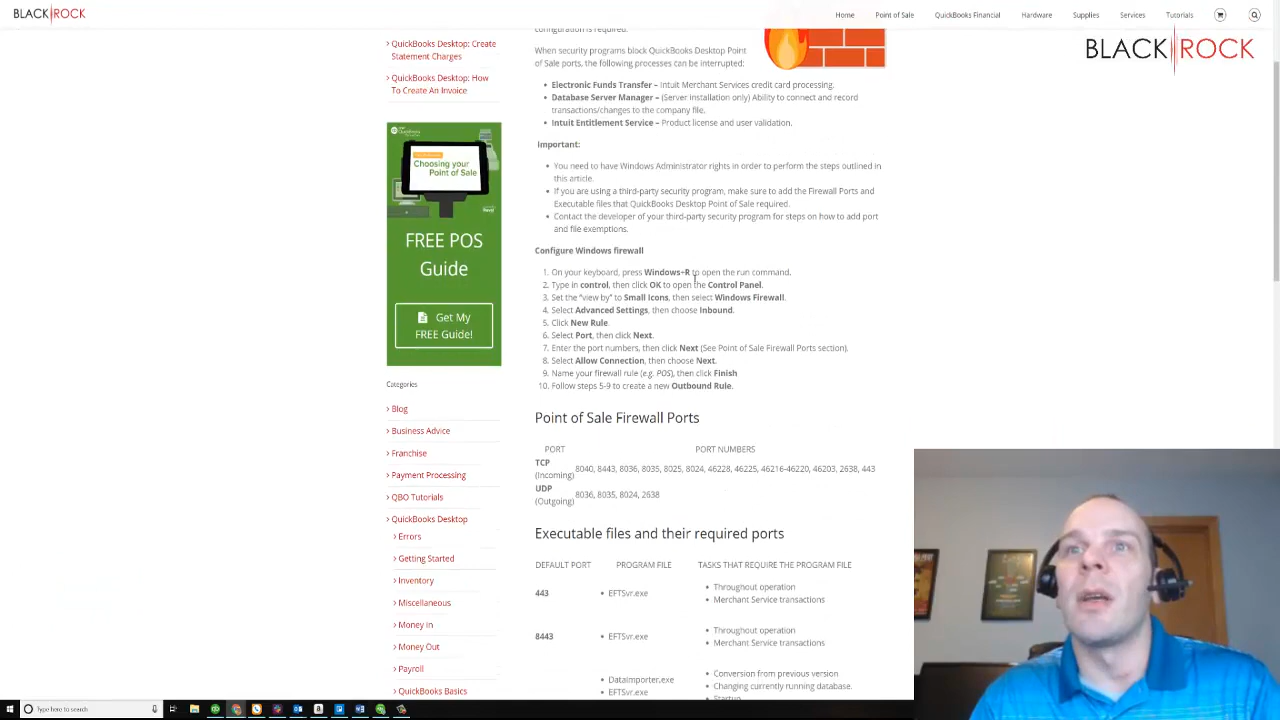 BLACK ROCK
Home
Point of Sale
QuickBooks Financial
Hardware
Supplies
Services
Tutorials
BLACK ROCK
QuickBooks Desktop: Create
Statement Charges
QuickBooks Desktop: How
To Create An Invoice
Choosing your
Point of Sale
FREE POS
Guide
Get My
FREE Guide!
Categories
Blog
Business Advice
Franchise
Payment Processing
QBO Tutorials
QuickBooks Desktop
Errors
Getting Started
Inventory
Miscellaneous
Money in
Money Out
Payroll
QuickBooks Basics
configuration is required.
When security programs block QuickBooks Desktop Point
of Sale ports, the following processes can be interrupted:
• Electronic Funds Transfer – Intuit Merchant Services credit card processing.
• Database Server Manager – (Server installation only) Ability to connect and record
transactions/changes to the company file.
• Intuit Entitlement Service – Product license and user validation.
Important:
• You need to have Windows Administrator rights in order to perform the steps outlined in
this article.
• If you are using a third-party security program, make sure to add the Firewall Ports and
Executable files that QuickBooks Desktop Point of Sale required.
• Contact the developer of your third-party security program for steps on how to add port
and file exemptions.
Configure Windows firewall
1. On your keyboard, press Windows+R to open the run command.
2. Type in control, then click OK to open the Control Panel.
3. Set the "view by" to Small Icons, then select Windows Firewall.
4. Select Advanced Settings, then choose Inbound.
5. Click New Rule.
6. Select Port, then click Next.
7. Enter the port numbers, then click Next (See Point of Sale Firewall Ports section).
8. Select Allow Connection, then choose Next.
9. Name your firewall rule (e.g. POS), then click Finish
10. Follow steps 5-9 to create a new Outbound Rule.
Point of Sale Firewall Ports
PORT PORT NUMBERS
TCP
(Incoming) 8040, 8443, 8036, 8035, 8025, 8024, 46228, 46225, 46216-46220, 46203, 2638, 443
UDP
(Outgoing) 8036, 8035, 8024, 2638
Executable files and their required ports
DEFAULT PORT PROGRAM FILE TASKS THAT REQUIRE THE PROGRAM FILE
443 • EFTSvr.exe • Throughout operation
• Merchant Service transactions
8443 • EFTSvr.exe • Throughout operation
• Merchant Service transactions
• DataImporter.exe • Conversion from previous version
• EFTSvr.exe • Changing currently running database.
• Startup
Type here to search